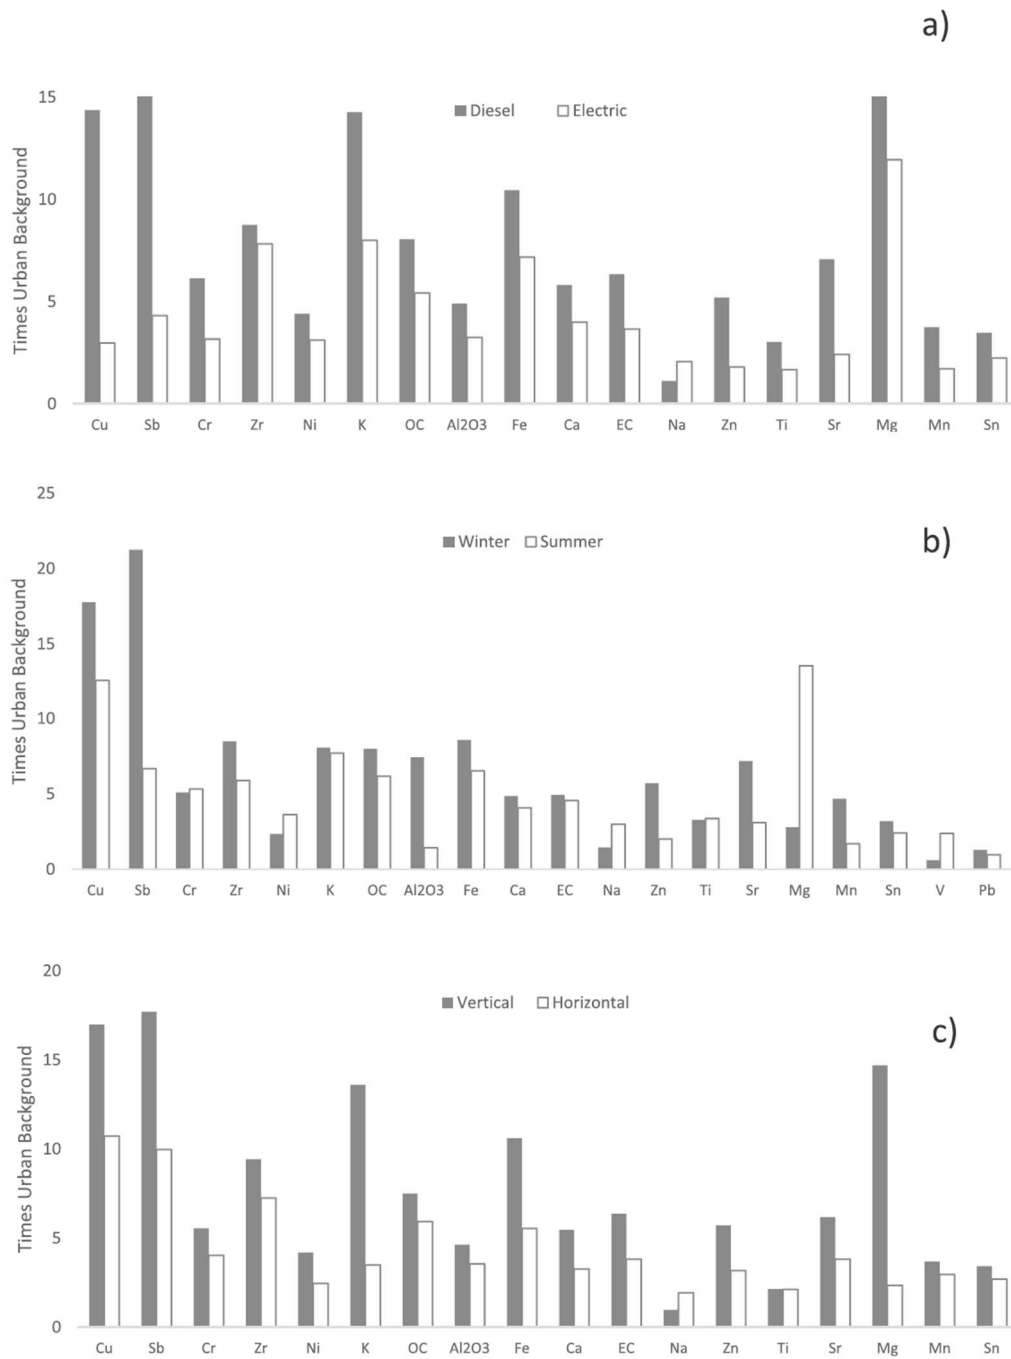 a)
15
10
5
0
Times Urban Background
Diesel Electric
Cu Sb Cr Zr Ni K OC Al2O3 Fe Ca EC Na Zn Ti Sr Mg Mn Sn
b)
25
20
15
10
5
0
Times Urban Background
Winter Summer
Cu Sb Cr Zr Ni K OC Al2O3 Fe Ca EC Na Zn Ti Sr Mg Mn Sn V Pb
c)
20
15
10
5
0
Times Urban Background
Vertical Horizontal
Cu Sb Cr Zr Ni K OC Al2O3 Fe Ca EC Na Zn Ti Sr Mg Mn Sn